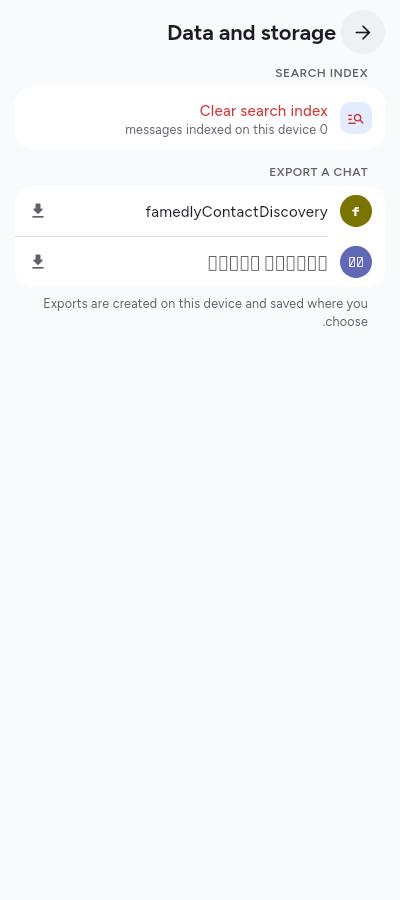 Data and storage
SEARCH INDEX
Clear search index
0 messages indexed on this device
EXPORT A CHAT
f
famedlyContactDiscovery
Exports are created on this device and saved where you
choose.